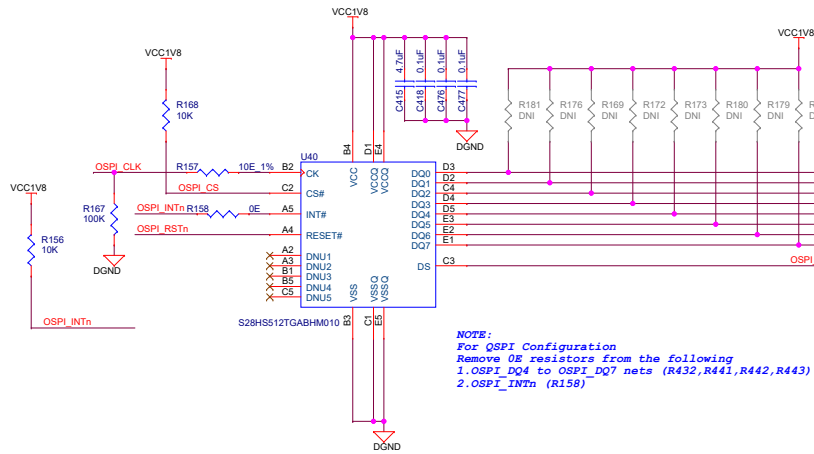 VCC1V8
VCC1V8
VCC1V8
R168
10K
C415
4.7uF
C418
0.1uF
C476
0.1uF
C477
0.1uF
R181
DNI
R176
DNI
R169
DNI
R172
DNI
R173
DNI
R180
DNI
R179
DNI
DGND
U40
OSPI_CLK
R157
10E_1%
B2
CK
B4
VCC
D1
VCCQ
E4
VCCQ
OSPI_CS
C2
CS#
VCC1V8
R167
100K
OSPI_INTn
R158
0E
A5
INT#
OSPI_RSTn
A4
RESET#
R156
10K
DGND
A2
DNU1
A3
DNU2
B1
DNU3
B5
DNU4
C5
DNU5
DQ0
D3
DQ1
D2
DQ2
C4
DQ3
D4
DQ4
D5
DQ5
E3
DQ6
E2
DQ7
E1
DS
C3
OSPI_
VSS
B3
VSSQ
C1
VSSQ
E5
OSPI_INTn
S28HS512TGABHM010
DGND
NOTE:
For QSPI Configuration
Remove 0E resistors from the following
1.OSPI_DQ4 to OSPI_DQ7 nets (R432,R441,R442,R443)
2.OSPI_INTn (R158)